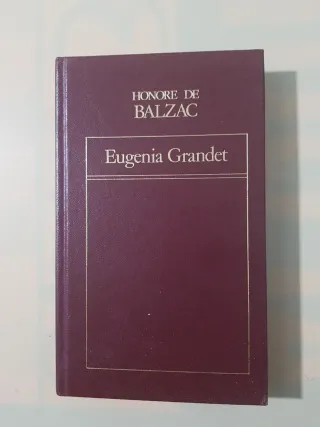 HONORE DE
BALZAC
Eugenia Grandet